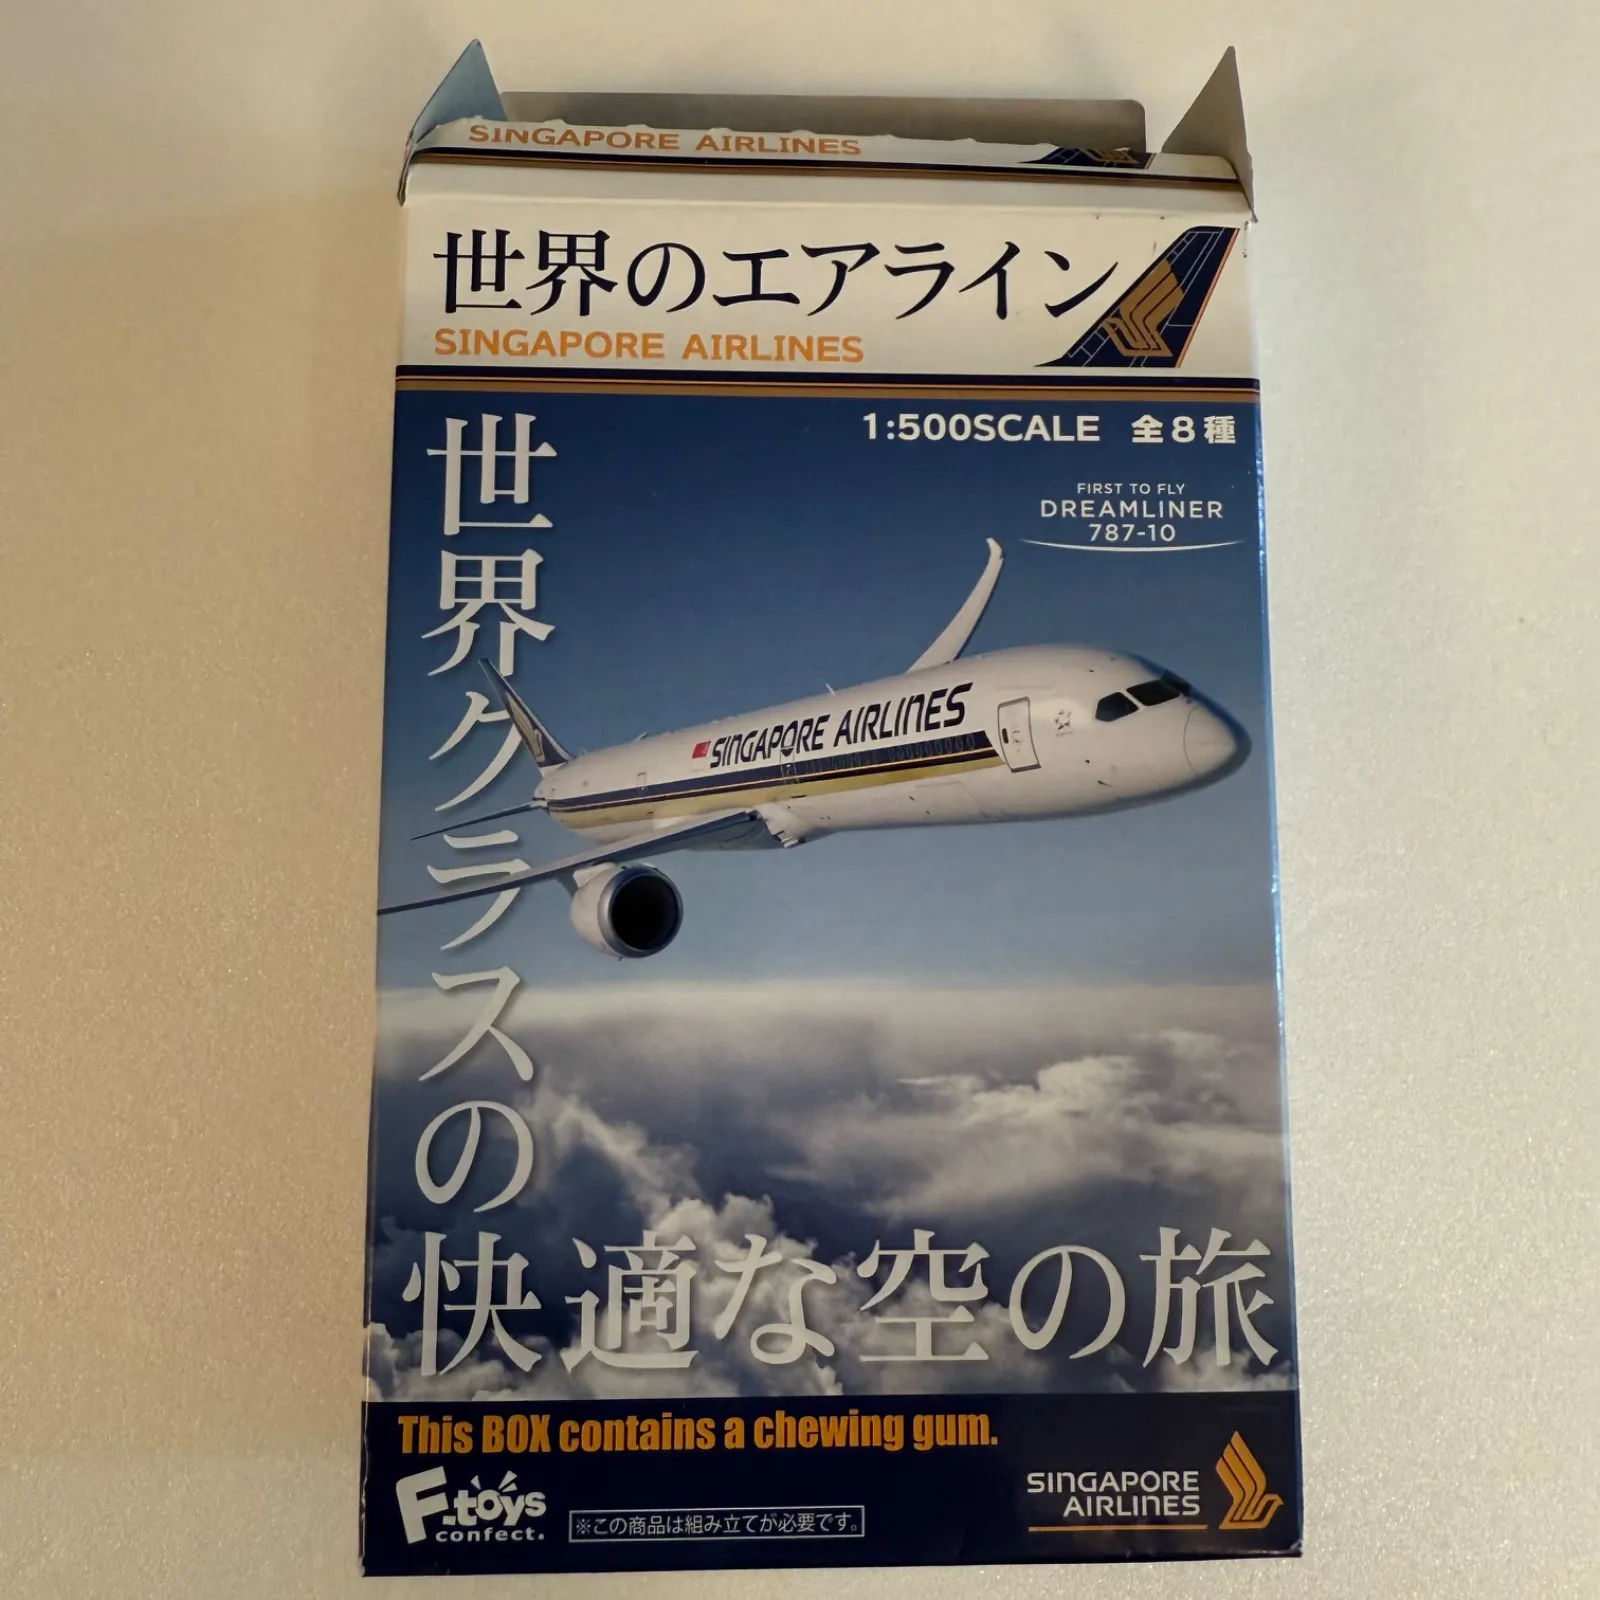 SINGAPORE AIRLINES
世界のエアライン
SINGAPORE AIRLINES
1:500SCALE 全8種
FIRST TO FLY
DREAMLINER
787-10
世界クラスの
快適な空の旅
SINGAPORE AIRLINES
This BOX contains a chewing gum.
F-toys
confect.
※この商品は組み立てが必要です。
SINGAPORE
AIRLINES